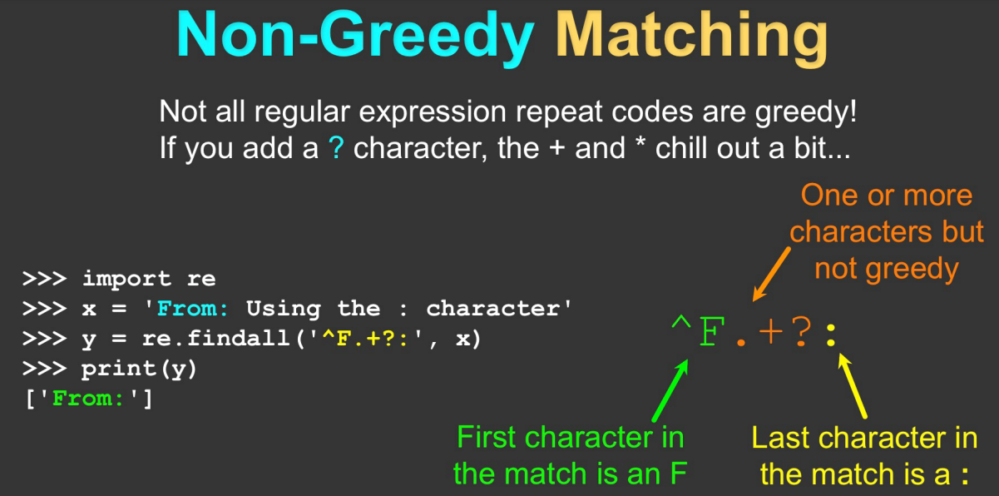 Non-Greedy Matching
Not all regular expression repeat codes are greedy!
If you add a ? character, the + and * chill out a bit...
One or more
characters but
not greedy
>>> import re
>>> x = 'From: Using the : character'
>>> y = re.findall('^F.+?:', x)
>>> print(y)
['From:']
^F.+?:
First character in
the match is an F
Last character in
the match is a :